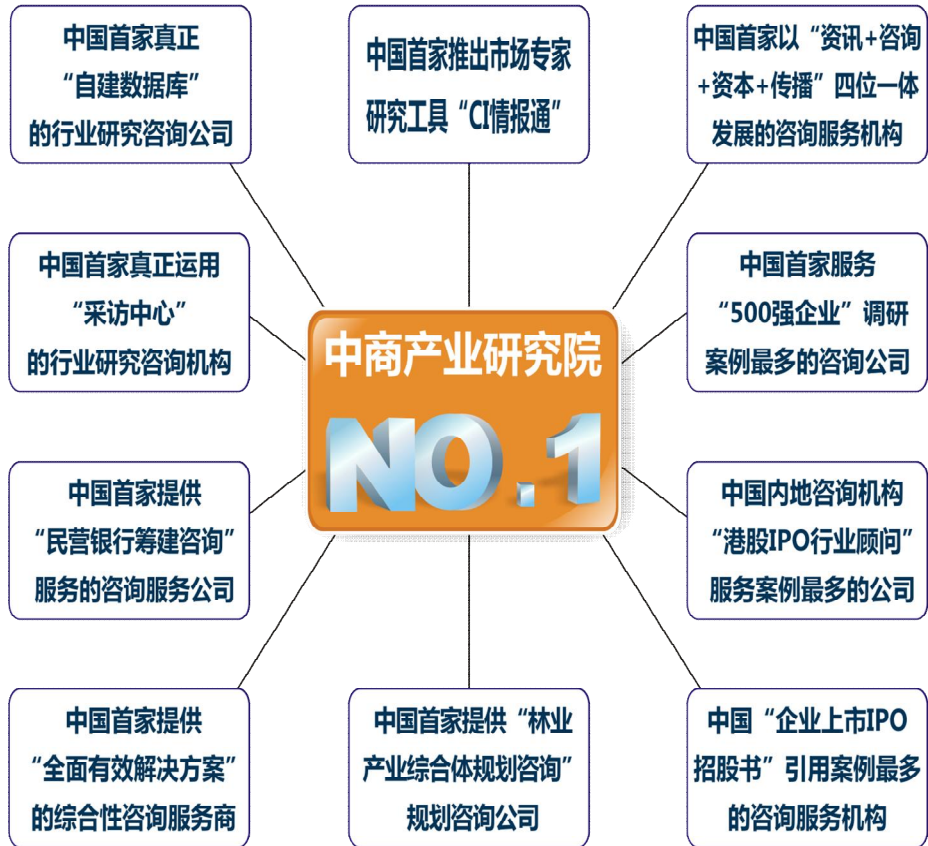 中国首家真正
“自建数据库”
的行业研究咨询公司
中国首家推出市场专家
研究工具“CI情报通”
中国首家以“资讯+咨询
+资本+传播”四位一体
发展的咨询服务机构
中国首家真正运用
“采访中心”
的行业研究咨询机构
中国首家服务
“500强企业”调研
案例最多的咨询公司
中商产业研究院
NO.1
中国首家提供
“民营银行筹建咨询”
服务的咨询服务公司
中国内地咨询机构
“港股IPO行业顾问”
服务案例最多的公司
中国首家提供
“全面有效解决方案”
的综合性咨询服务商
中国首家提供“林业
产业综合体规划咨询”
规划咨询公司
中国“企业上市IPO
招股书”引用案例最多
的咨询服务机构